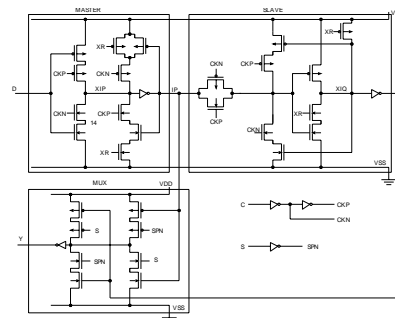 MASTER
SLAVE
V
XR
XR
CKP
CKN
CKN
CKP
D
XIP
IP
XIQ
CKN
CKP
CKP
CKN
XR
14
XR
VSS
MUX
VDD
S
SPN
Y
SPN
S
VSS
C
CKP
CKN
S
SPN